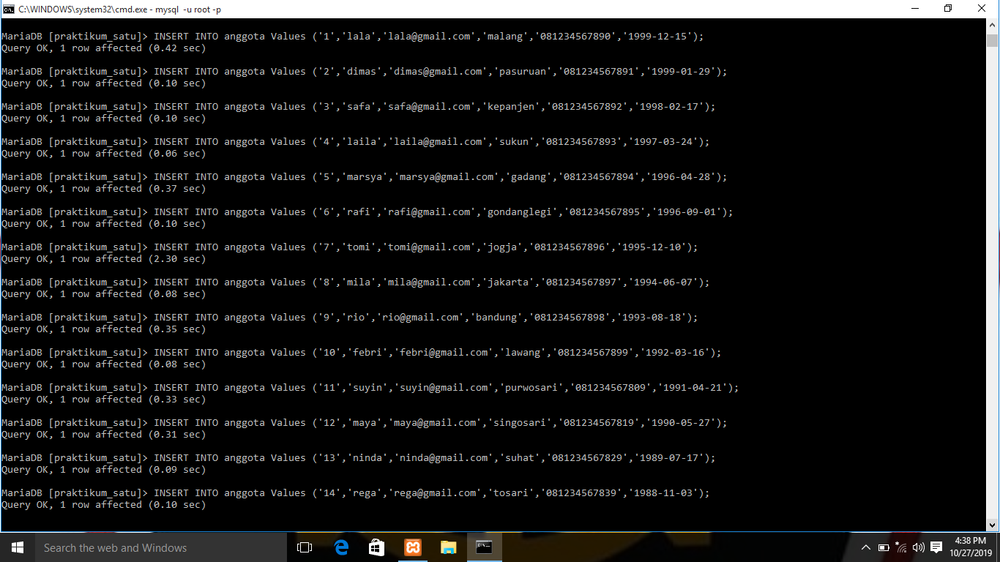 C:\WINDOWS\system32\cmd.exe - mysql  -u root -p
MariaDB [praktikum_satu]> INSERT INTO anggota Values ('1','lala','lala@gmail.com','malang','081234567890','1999-12-15');
Query OK, 1 row affected (0.42 sec)
MariaDB [praktikum_satu]> INSERT INTO anggota Values ('2','dimas','dimas@gmail.com','pasuruan','081234567891','1999-01-29');
Query OK, 1 row affected (0.10 sec)
MariaDB [praktikum_satu]> INSERT INTO anggota Values ('3','safa','safa@gmail.com','kepanjen','081234567892','1998-02-17');
Query OK, 1 row affected (0.10 sec)
MariaDB [praktikum_satu]> INSERT INTO anggota Values ('4','laila','laila@gmail.com','sukun','081234567893','1997-03-24');
Query OK, 1 row affected (0.06 sec)
MariaDB [praktikum_satu]> INSERT INTO anggota Values ('5','marsya','marsya@gmail.com','gadang','081234567894','1996-04-28');
Query OK, 1 row affected (0.37 sec)
MariaDB [praktikum_satu]> INSERT INTO anggota Values ('6','rafi','rafi@gmail.com','gondanglegi','081234567895','1996-09-01');
Query OK, 1 row affected (0.10 sec)
MariaDB [praktikum_satu]> INSERT INTO anggota Values ('7','tomi','tomi@gmail.com','jogja','081234567896','1995-12-10');
Query OK, 1 row affected (2.30 sec)
MariaDB [praktikum_satu]> INSERT INTO anggota Values ('8','mila','mila@gmail.com','jakarta','081234567897','1994-06-07');
Query OK, 1 row affected (0.08 sec)
MariaDB [praktikum_satu]> INSERT INTO anggota Values ('9','rio','rio@gmail.com','bandung','081234567898','1993-08-18');
Query OK, 1 row affected (0.35 sec)
MariaDB [praktikum_satu]> INSERT INTO anggota Values ('10','febri','febri@gmail.com','lawang','081234567899','1992-03-16');
Query OK, 1 row affected (0.08 sec)
MariaDB [praktikum_satu]> INSERT INTO anggota Values ('11','suyin','suyin@gmail.com','purwosari','081234567809','1991-04-21');
Query OK, 1 row affected (0.33 sec)
MariaDB [praktikum_satu]> INSERT INTO anggota Values ('12','maya','maya@gmail.com','singosari','081234567819','1990-05-27');
Query OK, 1 row affected (0.31 sec)
MariaDB [praktikum_satu]> INSERT INTO anggota Values ('13','ninda','ninda@gmail.com','suhat','081234567829','1989-07-17');
Query OK, 1 row affected (0.09 sec)
MariaDB [praktikum_satu]> INSERT INTO anggota Values ('14','rega','rega@gmail.com','tosari','081234567839','1988-11-03');
Query OK, 1 row affected (0.10 sec)
Search the web and Windows
4:38 PM
10/27/2019